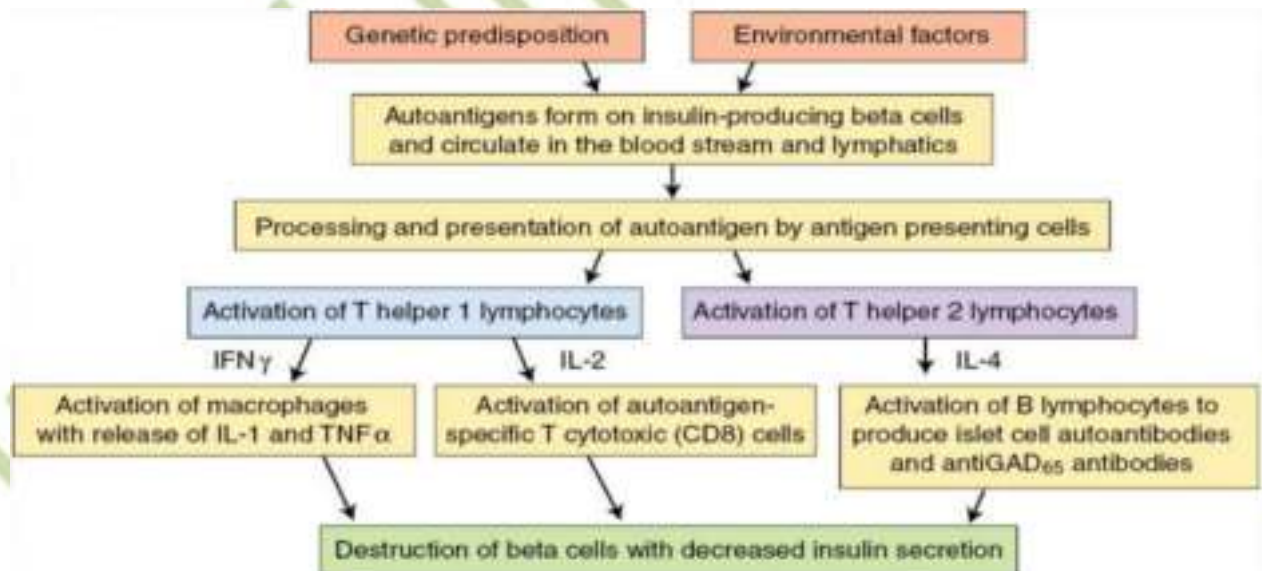 Genetic predisposition
Environmental factors
Autoantigens form on insulin-producing beta cells
and circulate in the blood stream and lymphatics
Processing and presentation of autoantigen by antigen presenting cells
Activation of T helper 1 lymphocytes
Activation of T helper 2 lymphocytes
IFN γ
IL-2
IL-4
Activation of macrophages
with release of IL-1 and TNF α
Activation of autoantigen-
specific T cytotoxic (CD8) cells
Activation of B lymphocytes to
produce islet cell autoantibodies
and antiGAD₆₅ antibodies
Destruction of beta cells with decreased insulin secretion